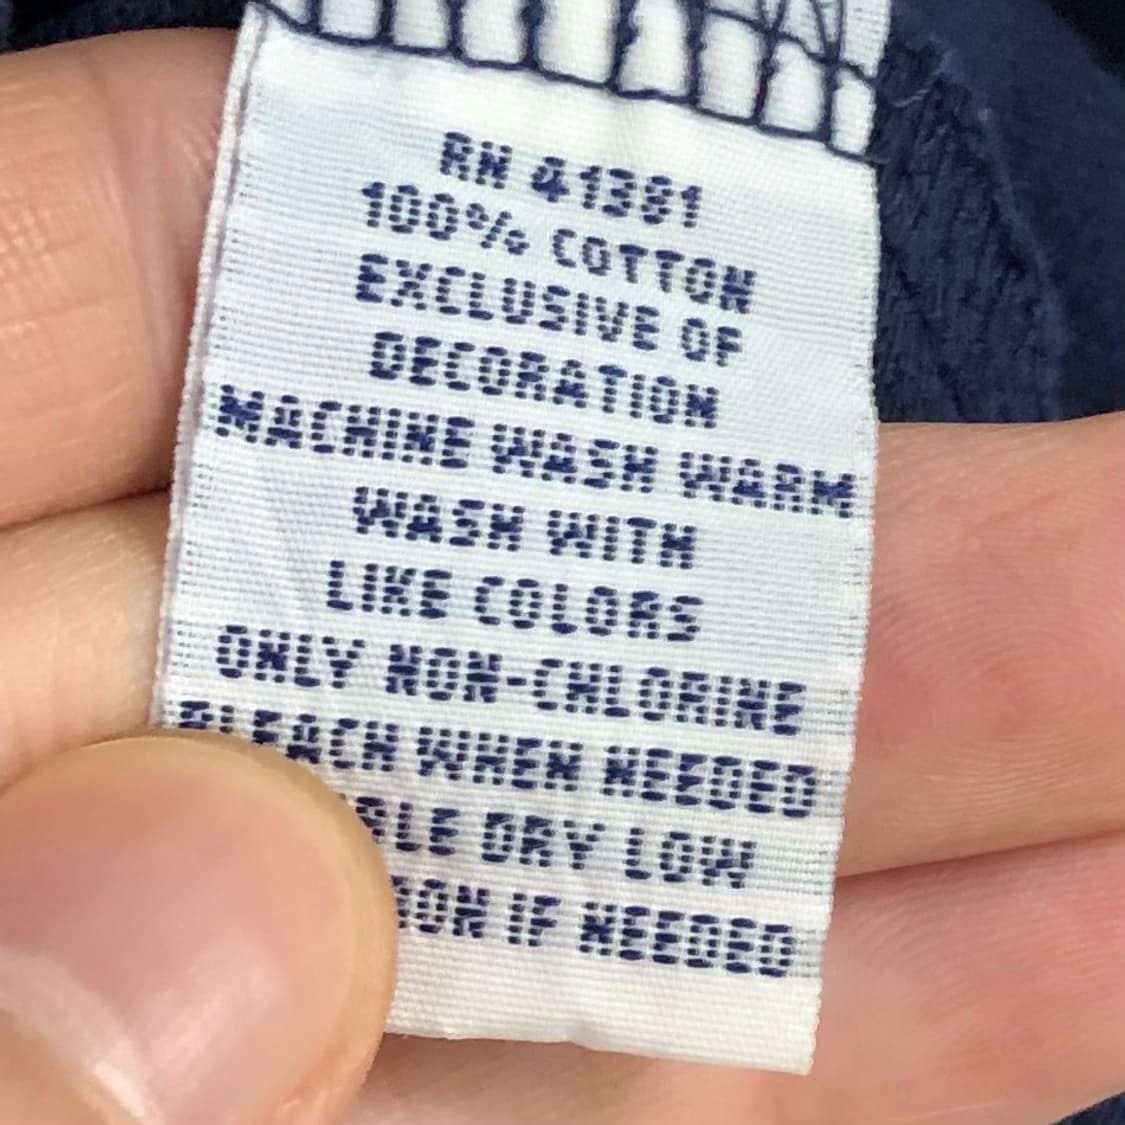 RN 41381
100% COTTON
EXCLUSIVE OF
DECORATION
MACHINE WASH WARM
WASH WITH
LIKE COLORS
ONLY NON-CHLORINE
BLEACH WHEN NEEDED
DRY LOW
IF NEEDED